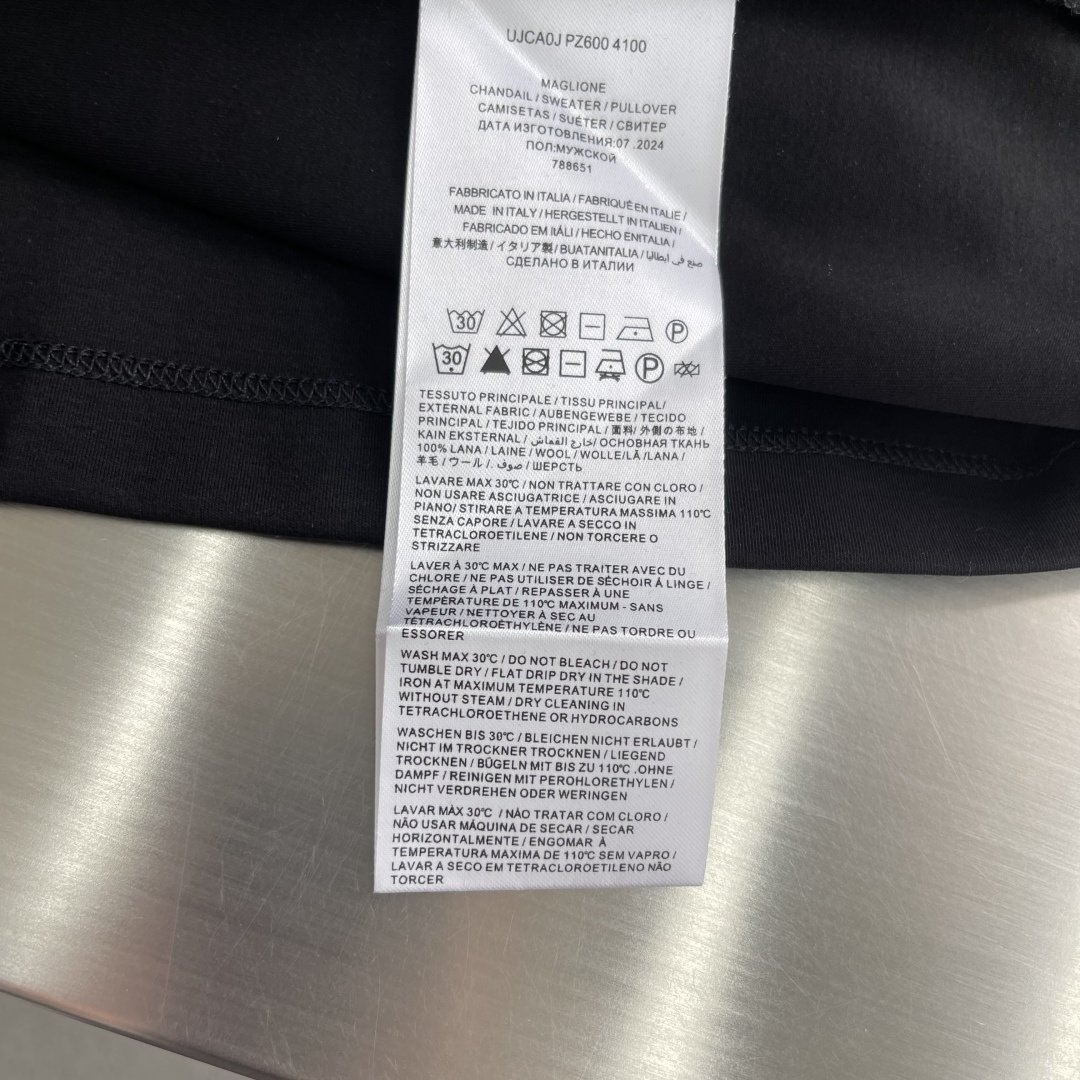 UJCA0J PZ600 4100
MAGLIONE
CHANDAIL / SWEATER / PULLOVER
CAMISETAS / SUÉTER / СВИТЕР
ДАТА ИЗГОТОВЛЕНИЯ:07 .2024
ПОЛ:МУЖСКОЙ
788651
FABBRICATO IN ITALIA / FABRIQUÉ EN ITALIE /
MADE IN ITALY / HERGESTELLT IN ITALIEN /
FABRICADO EM ItÁLI / HECHO ENITALIA /
意大利制造 / イタリア製 / BUATANITALIA / صنع في ايطاليا
СДЕЛАНО В ИТАЛИИ
30 P
30 P
TESSUTO PRINCIPALE / TISSU PRINCIPAL/
EXTERNAL FABRIC / AUBENGEWEBE / TECIDO
PRINCIPAL / TEJIDO PRINCIPAL / 面料/ 外側の布地 /
KAIN EKSTERNAL / خارج القماش/ ОСНОВНАЯ ТКАНЬ
100% LANA / LAINE / WOOL / WOLLE/LÃ /LANA /
羊毛 / ウール /. صوف / ШЕРСТЬ
LAVARE MAX 30℃ / NON TRATTARE CON CLORO /
NON USARE ASCIUGATRICE / ASCIUGARE IN
PIANO/ STIRARE A TEMPERATURA MASSIMA 110℃
SENZA CAPORE / LAVARE A SECCO IN
TETRACLOROETILENE / NON TORCERE O
STRIZZARE
LAVER À 30℃ MAX / NE PAS TRAITER AVEC DU
CHLORE / NE PAS UTILISER DE SÉCHOIR Á LINGE /
SÉCHAGE À PLAT / REPASSER À UNE
TEMPÉRATURE DE 110℃ MAXIMUM - SANS
VAPEUR / NETTOYER À SEC AU
TÉTRACHLOROÉTHYLÈNE / NE PAS TORDRE OU
ESSORER
WASH MAX 30℃ / DO NOT BLEACH / DO NOT
TUMBLE DRY / FLAT DRIP DRY IN THE SHADE /
IRON AT MAXIMUM TEMPERATURE 110℃
WITHOUT STEAM / DRY CLEANING IN
TETRACHLOROETHENE OR HYDROCARBONS
WASCHEN BIS 30℃ / BLEICHEN NICHT ERLAUBT /
NICHT IM TROCKNER TROCKNEN / LIEGEND
TROCKNEN / BÜGELN MIT BIS ZU 110℃ .OHNE
DAMPF / REINIGEN MIT PEROHLORETHYLEN /
NICHT VERDREHEN ODER WERINGEN
LAVAR MÀX 30℃ / NÁO TRATAR COM CLORO /
NÃO USAR MÁQUINA DE SECAR / SECAR
HORIZONTALMENTE / ENGOMAR Á
TEMPERATURA MAXIMA DE 110℃ SEM VAPRO /
LAVAR A SECO EM TETRACLOROETILENO NÃO
TORCER